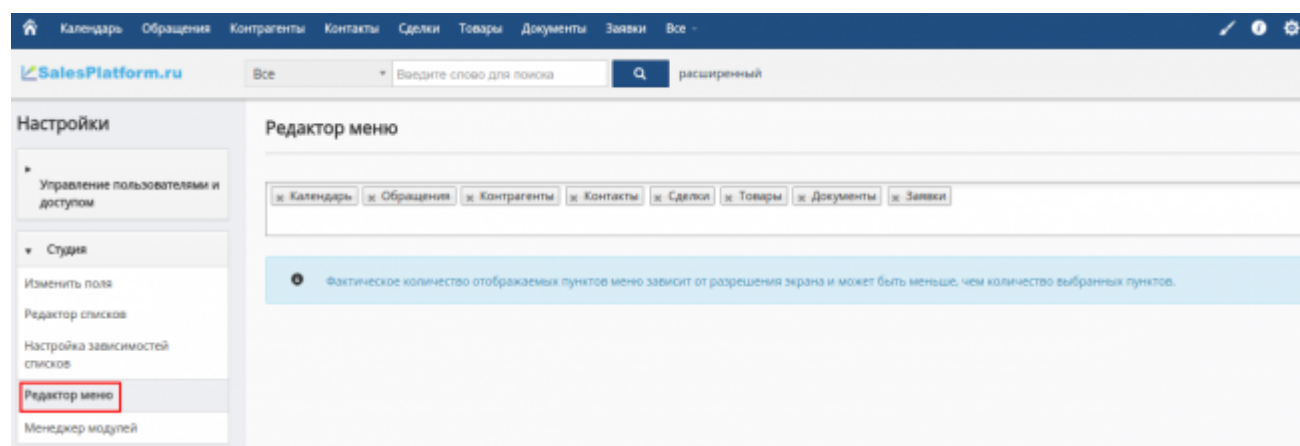 Календарь Обращения Контрагенты Контакты Сделки Товары Документы Заявки Все
SalesPlatform.ru Все Введите слово для поиска расширенный
Настройки
Управление пользователями и
доступом
Студия
Изменить поля
Редактор списков
Настройка зависимостей
списков
Редактор меню
Менеджер модулей
Редактор меню
Календарь Обращения Контрагенты Контакты Сделки Товары Документы Заявки
Фактическое количество отображаемых пунктов меню зависит от разрешения экрана и может быть меньше, чем количество выбранных пунктов.